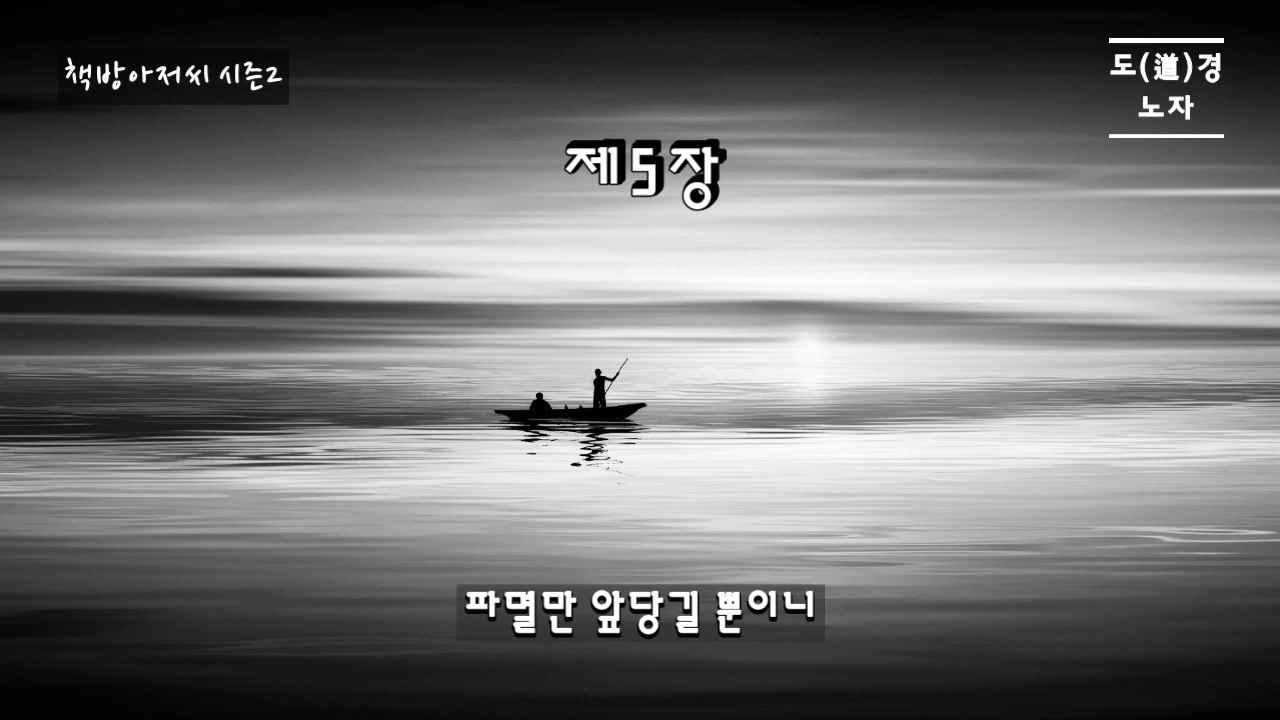 책방아저씨 시즌2
도(道)경
노자
제5장
파멸만 앞당길 뿐이니